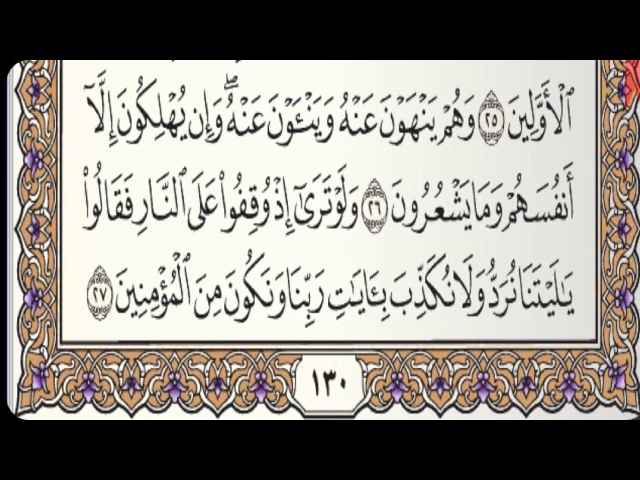 ٱلْأَوَّلِينَ ٢٥ وَهُمْ يَنْهَوْنَ عَنْهُ وَيَنْـَٔوْنَ عَنْهُ ۖ وَإِن يُهْلِكُونَ إِلَّآ
أَنفُسَهُمْ وَمَا يَشْعُرُونَ ٢٦ وَلَوْ تَرَىٰٓ إِذْ وُقِفُوا۟ عَلَى ٱلنَّارِ فَقَالُوا۟
يَٰلَيْتَنَا نُرَدُّ وَلَا نُكَذِّبَ بِـَٔايَٰتِ رَبِّنَا وَنَكُونَ مِنَ ٱلْمُؤْمِنِينَ ٢٧
١٣٠